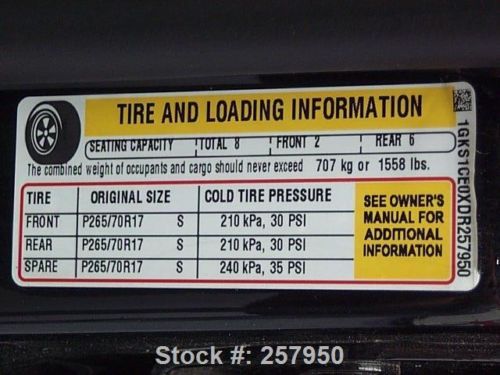 TIRE AND LOADING INFORMATION
SEATING CAPACITY TOTAL 8 FRONT 2 REAR 6
The combined weight of occupants and cargo should never exceed 707 kg or 1558 lbs.
TIRE ORIGINAL SIZE COLD TIRE PRESSURE
FRONT P265/70R17 S 210 kPa, 30 PSI
REAR P265/70R17 S 210 kPa, 30 PSI
SPARE P265/70R17 S 240 kPa, 35 PSI
SEE OWNER'S
MANUAL FOR
ADDITIONAL
INFORMATION
1GKS1CE0XDR257950
Stock #: 257950